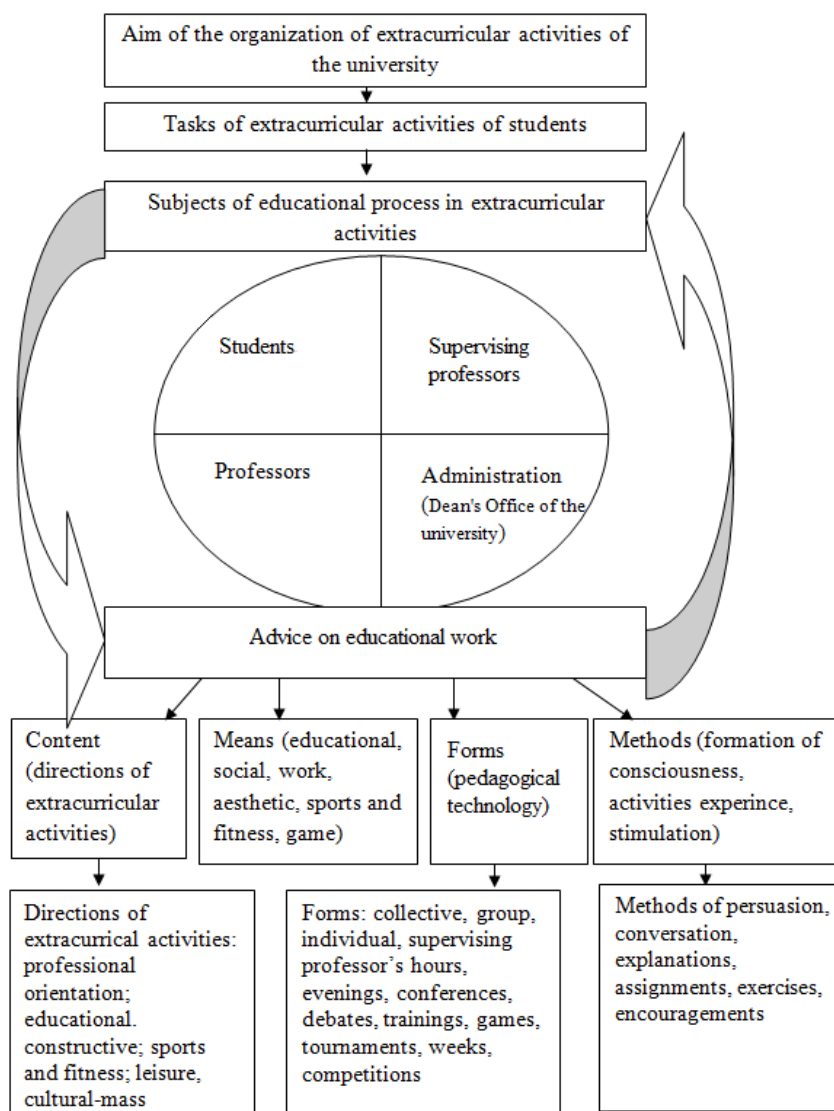 Aim of the organization of extracurricular activities of
the university
Tasks of extracurricular activities of students
Subjects of educational process in extracurricular
activities
Students
Supervising
professors
Professors
Administration
(Dean's Office of the
university)
Advice on educational work
Content
(directions of
extracurricular
activities)
Means (educational,
social, work,
aesthetic, sports and
fitness, game)
Forms
(pedagogical
technology)
Methods (formation of
consciousness,
activities experince,
stimulation)
Directions of
extracurrical activities:
professional
orientation;
educational.
constructive; sports
and fitness; leisure,
cultural-mass
Forms: collective, group,
individual, supervising
professor’s hours,
evenings, conferences,
debates, trainings, games,
tournaments, weeks,
competitions
Methods of persuasion,
conversation,
explanations,
assignments, exercises,
encouragements